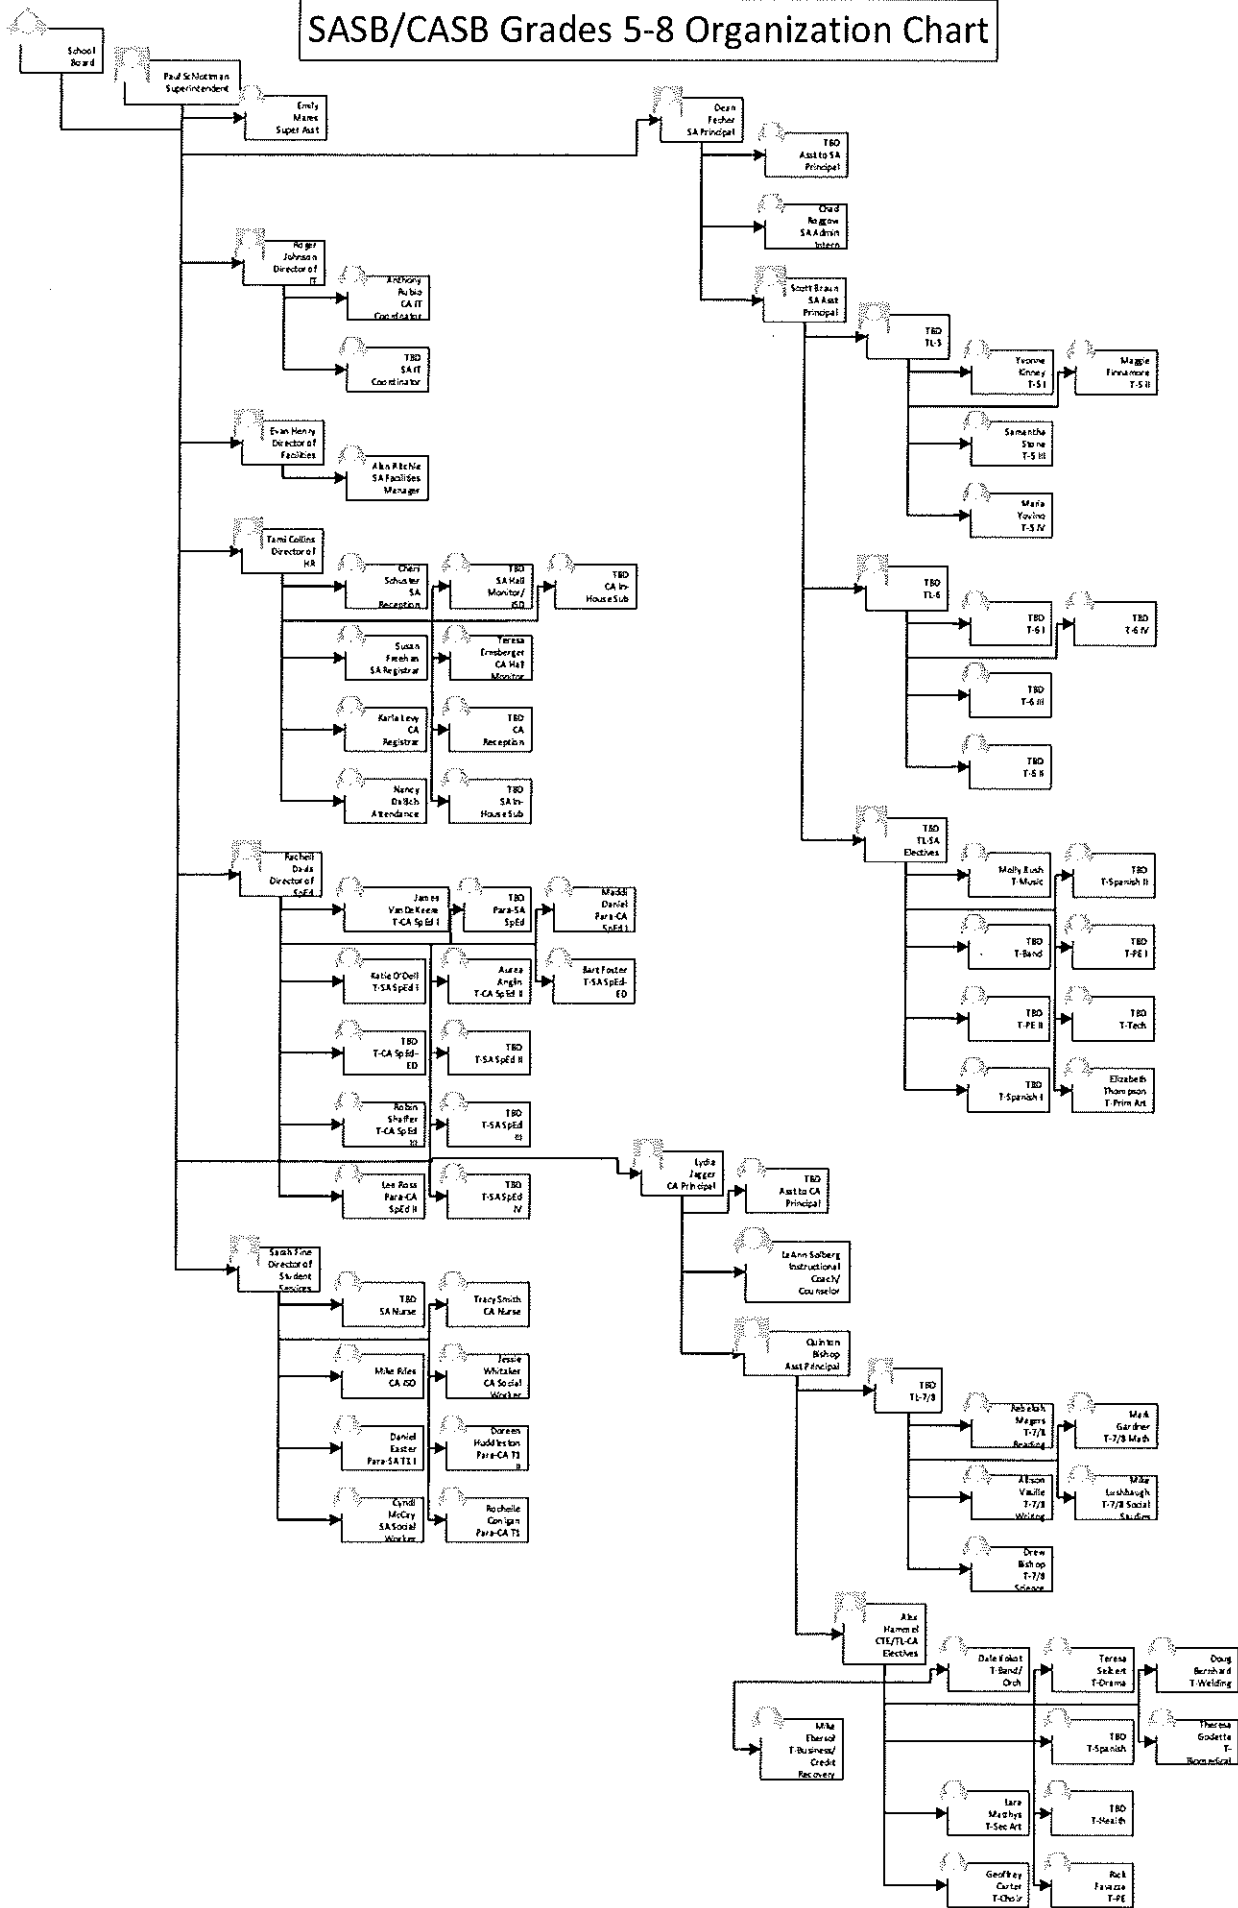 SASB/CASB Grades 5-8 Organization Chart
School
Board
Paul Schlottman
Superintendent
Emily
Mares
Super Asst
Dean
Fecher
SA Principal
TBD
Asst to SA
Principal
Chad
Roggow
SA Admin
Intern
Scott Braun
SA Asst
Principal
TBD
TL-5
Yvonne
Kinney
T-5 I
Maggie
Finnamore
T-5 II
Samantha
Stone
T-5 III
Maria
Yovino
T-5 IV
TBD
TL-6
TBD
T-6 I
TBD
T-6 IV
TBD
T-6 III
TBD
TBD
TL-SA
Electives
Molly Rush
T-Music
TBD
T-Spanish II
TBD
T-Band
TBD
T-PE I
TBD
T-PE II
TBD
T-Tech
TBD
T-Spanish I
Elizabeth
Thompson
T-Prim Art
Roger
Johnson
Director of
IT
Anthony
Rubio
CA IT
Coordinator
TBD
SA IT
Coordinator
Evan Henry
Director of
Facilities
Alan Ritchie
SA Facilities
Manager
Tami Collins
Director of
HR
Cheri
Schuster
SA
Reception
TBD
SA Hall
Monitor/
ISD
TBD
CA In-
House Sub
Susan
Freehan
SA Registrar
Teresa
Ernsberger
CA Hall
Monitor
Karla Levy
CA
Registrar
TBD
CA
Reception
Nancy
Attendance
TBD
SA In-
House Sub
Rachell
Davis
Director of
SpEd
James
VanDeKeere
T-CA SpEd I
TBD
Para-SA
SpEd
Maddi
Daniel
Para-CA
SpEd I
Katie O'Dell
T-SA SpEd I
Aurea
Anglin
T-CA SpEd II
Bart Foster
T-SA SpEd-
ED
TBD
T-CA SpEd-
ED
TBD
T-SA SpEd II
Robin
Shaffer
T-CA SpEd
III
TBD
T-SA SpEd
III
Lee Ross
Para-CA
SpEd II
TBD
T-SA SpEd
IV
Lydia
Jagger
CA Principal
TBD
Asst to CA
Principal
LeAnn Solberg
Instructional
Coach/
Counselor
Quinton
Bishop
Asst Principal
Sarah Fine
Director of
Student
Services
TBD
SA Nurse
Tracy Smith
CA Nurse
Mike Riles
CA ISD
Jessie
Whitaker
CA Social
Worker
Daniel
Easter
Para-SA T1 I
Doreen
Huddleston
Para-CA T1
II
Cyndi
McCay
SA Social
Worker
Rochelle
Corrigan
Para-CA T1
TBD
TL-7/8
Rebekah
Magers
T-7/8
Reading
Mark
Gardner
T-7/8 Math
Allison
T-7/8
Writing
Mike
Lushbaugh
T-7/8 Social
Studies
Drew
Bishop
T-7/8
Science
Alex
Hammel
CTE/TL-CA
Electives
Dale Kokot
T-Band/
Orch
Teresa
Seibert
T-Drama
Doug
Bernhard
T-Welding
Mike
Ebersol
T-Business/
Credit
Recovery
TBD
T-Spanish
Theresa
Godette
T-
Biomedical
Lara
Matthys
T-Sec Art
TBD
T-Health
Geoffrey
Carter
T-Choir
Rick
Favazza
T-PE